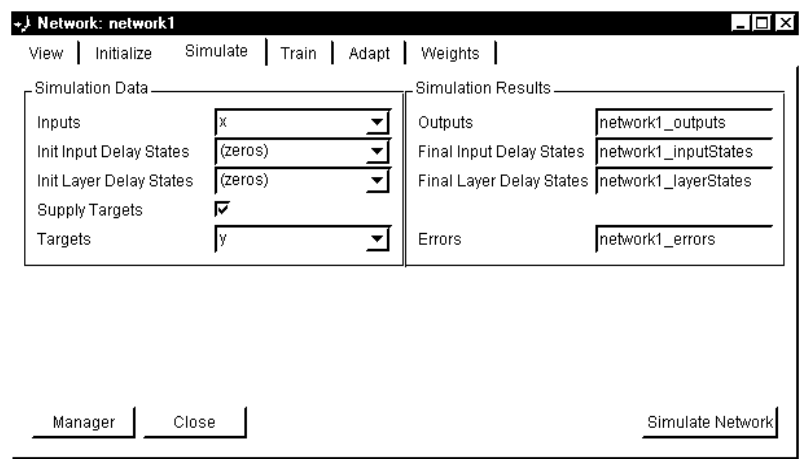 Network: network1
View Initialize Simulate Train Adapt Weights
Simulation Data
Inputs x
Init Input Delay States (zeros)
Init Layer Delay States (zeros)
Supply Targets
Targets y
Simulation Results
Outputs network1_outputs
Final Input Delay States network1_inputStates
Final Layer Delay States network1_layerStates
Errors network1_errors
Manager Close Simulate Network